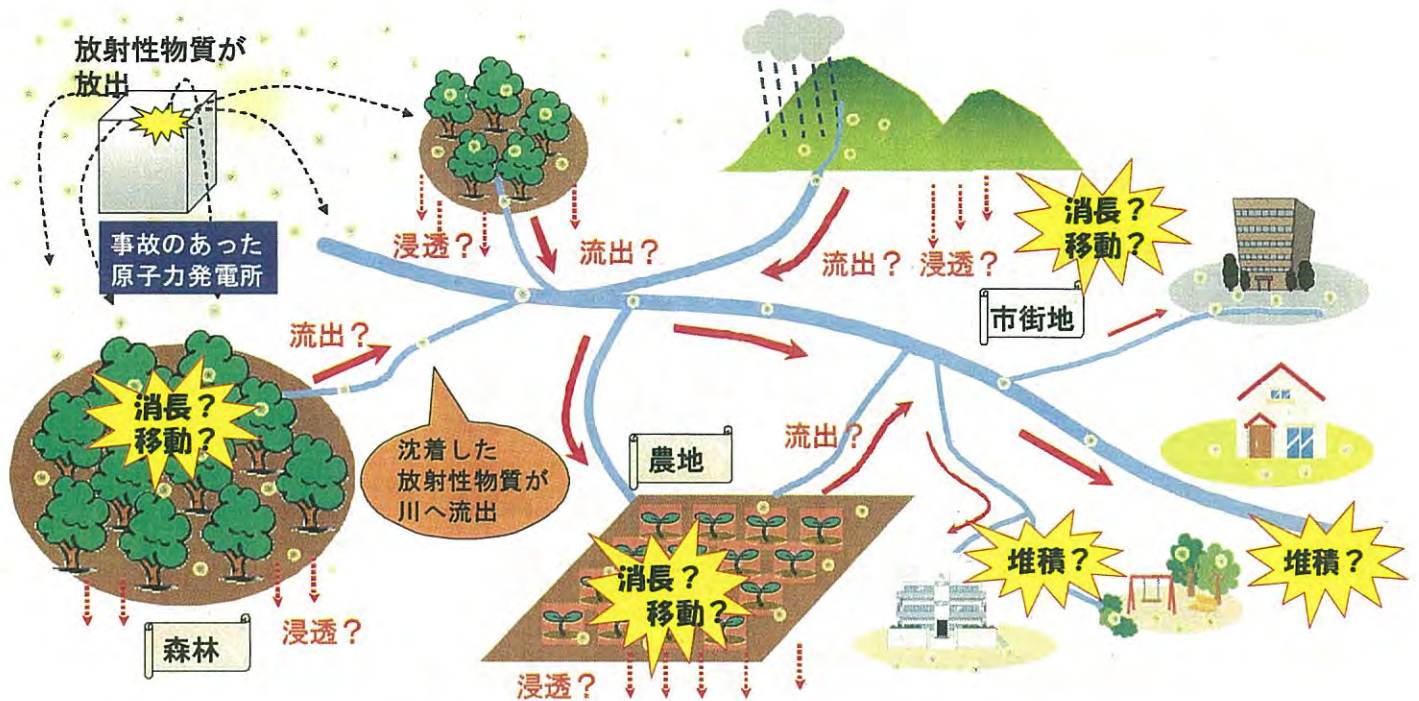 放射性物質が
放出
事故のあった
原子力発電所
浸透？
流出？
流出？
浸透？
消長？
移動？
市街地
流出？
消長？
移動？
沈着した
放射性物質が
川へ流出
農地
流出？
消長？
移動？
堆積？
堆積？
森林
浸透？
浸透？